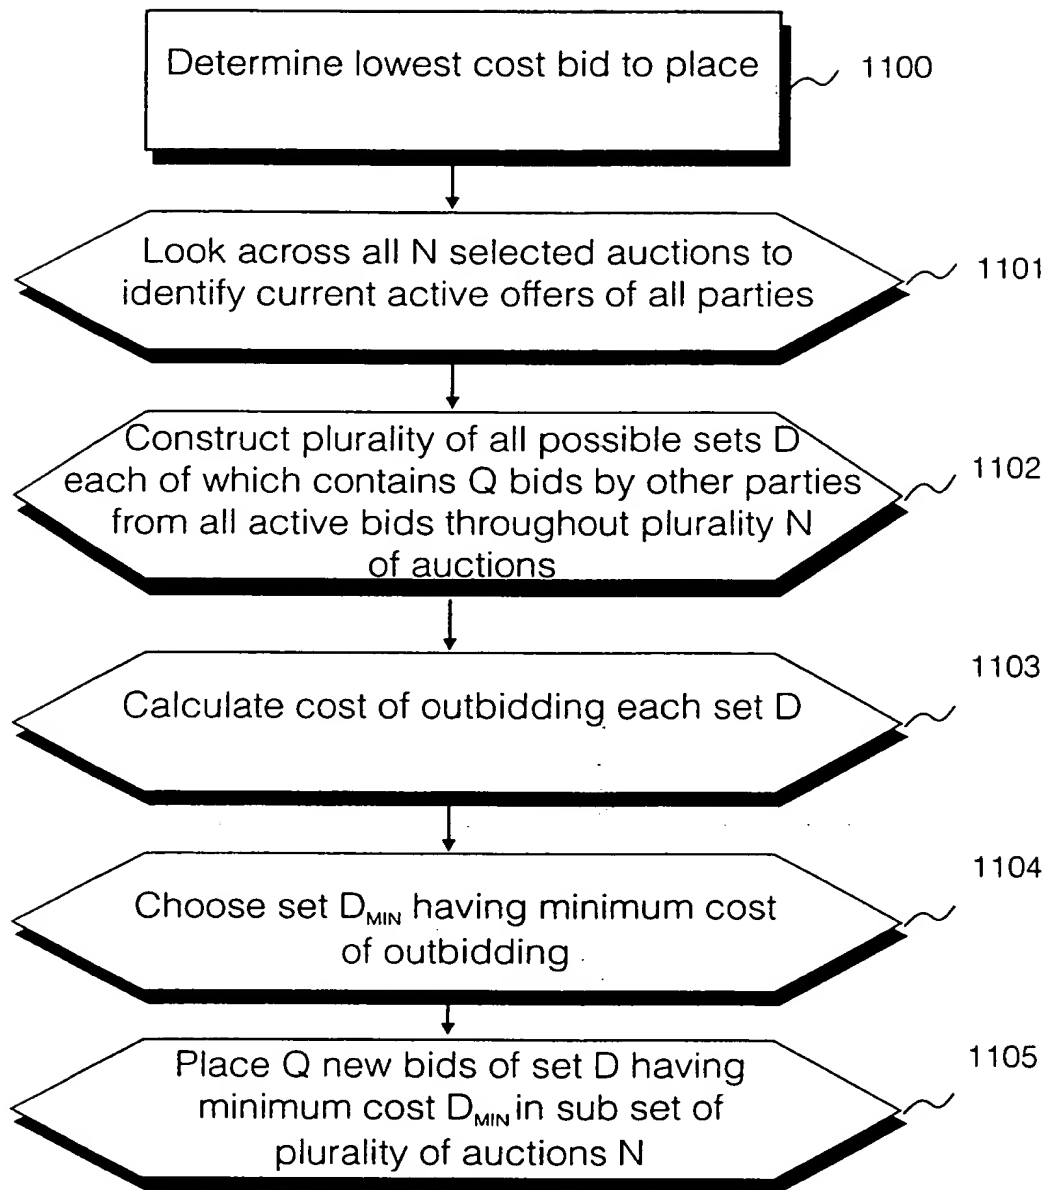 Determine lowest cost bid to place
1100
Look across all N selected auctions to
identify current active offers of all parties
1101
Construct plurality of all possible sets D
each of which contains Q bids by other parties
from all active bids throughout plurality N
of auctions
1102
Calculate cost of outbidding each set D
1103
Choose set DMIN having minimum cost
of outbidding
1104
Place Q new bids of set D having
minimum cost DMIN in sub set of
plurality of auctions N
1105